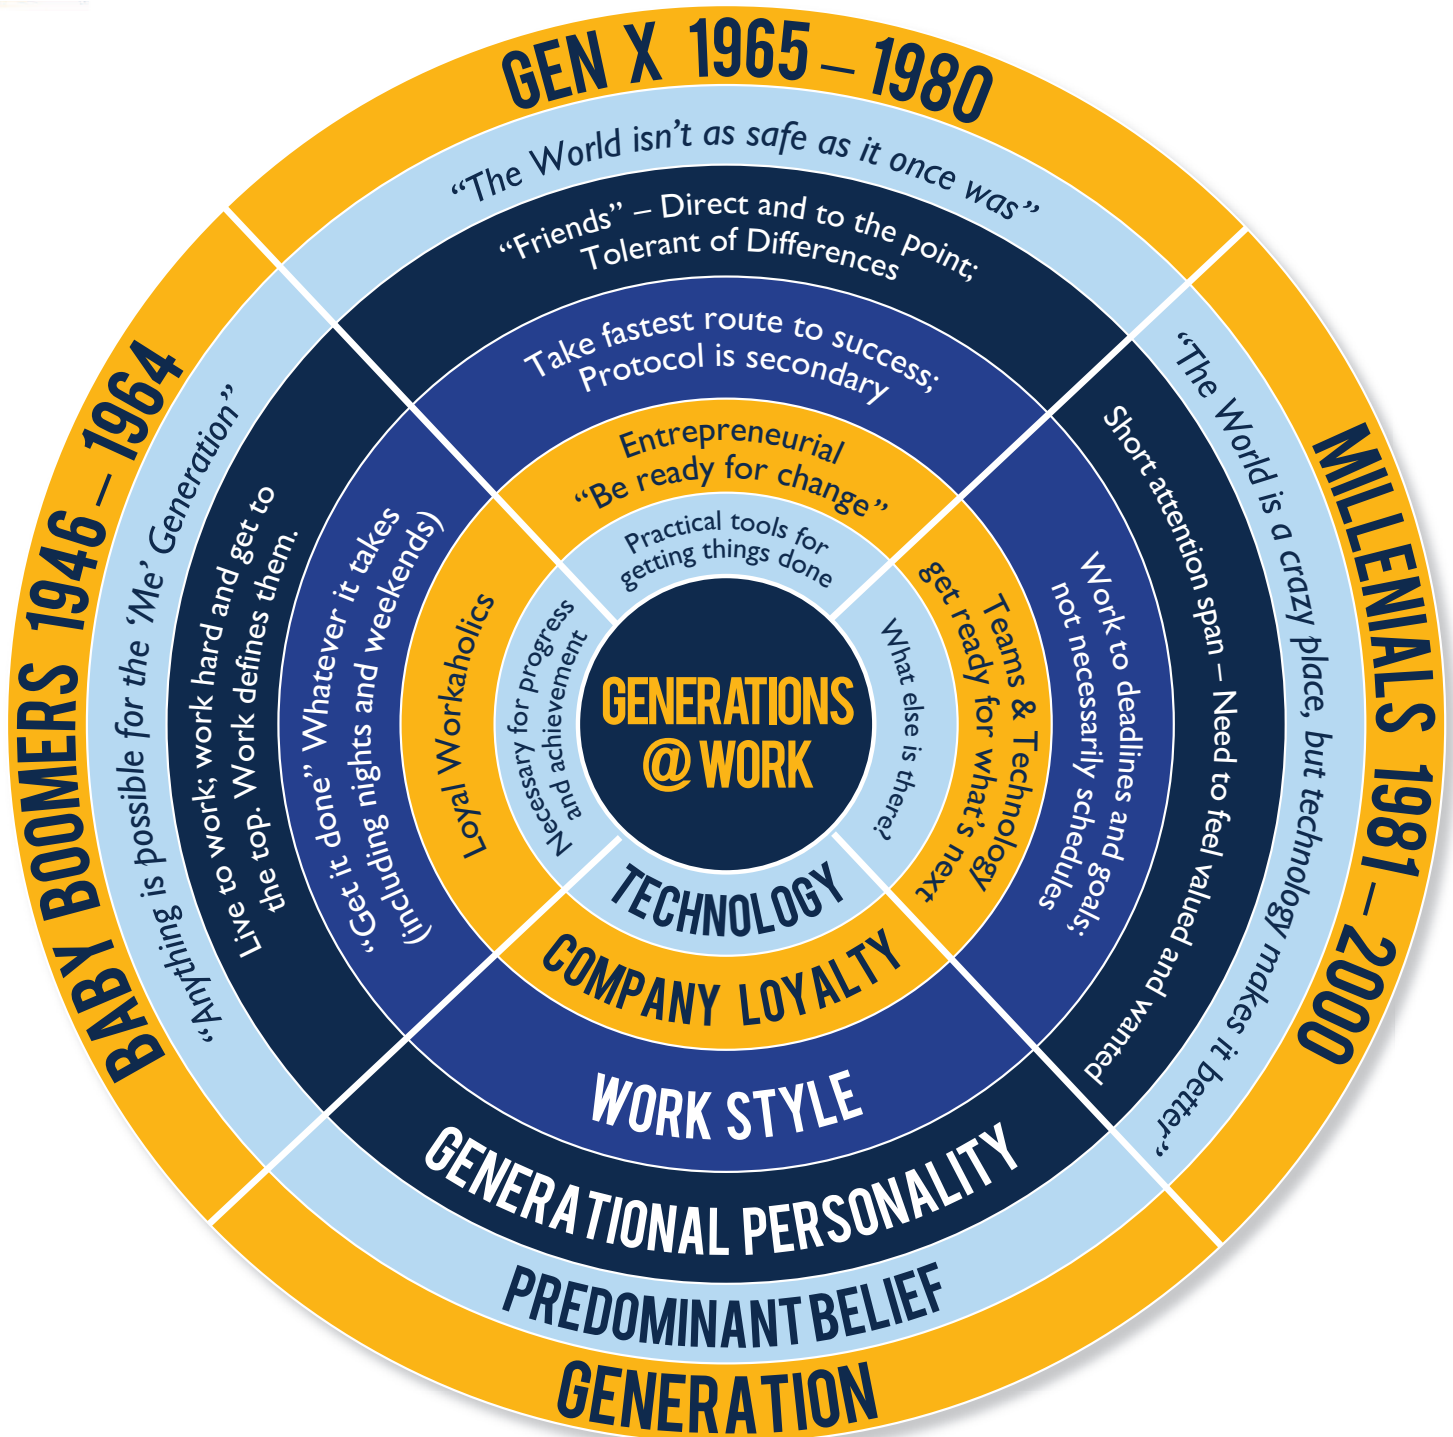 GEN X 1965 – 1980
“The World isn’t as safe as it once was”
“Friends” – Direct and to the point;
Tolerant of Differences
Take fastest route to success;
Protocol is secondary
Entrepreneurial
“Be ready for change”
Practical tools for
getting things done
BABY BOOMERS 1946 – 1964
“Anything is possible for the ‘Me’ Generation”
Live to work; work hard and get to
the top. Work defines them.
“Get it done” Whatever it takes
(including nights and weekends)
Loyal Workaholics
Necessary for progress
and achievement
GENERATIONS
@ WORK
MILLENIALS 1981 – 2000
“The World is a crazy place, but technology makes it better”
Short attention span – Need to feel valued and wanted
Work to deadlines and goals;
not necessarily schedules
Teams & Technology
get ready for what’s next
What else is there?
TECHNOLOGY
COMPANY LOYALTY
WORK STYLE
GENERATIONAL PERSONALITY
PREDOMINANT BELIEF
GENERATION